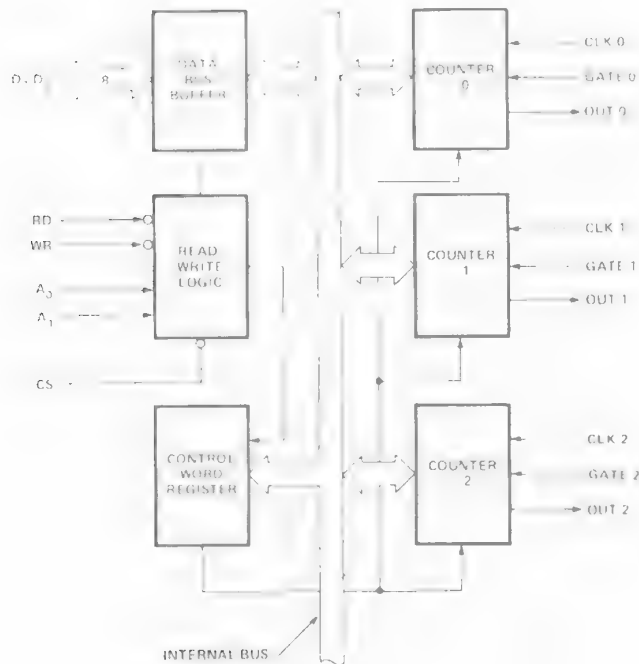 CLK 0
DATA
BUS
BUFFER
8
COUNTER
0
GATE 0
OUT 0
RD
WR
READ
WRITE
LOGIC
A1
CS
CLK 1
COUNTER
1
GATE 1
OUT 1
CONTROL
WORD
REGISTER
CLK 2
COUNTER
2
GATE 2
OUT 2
INTERNAL BUS